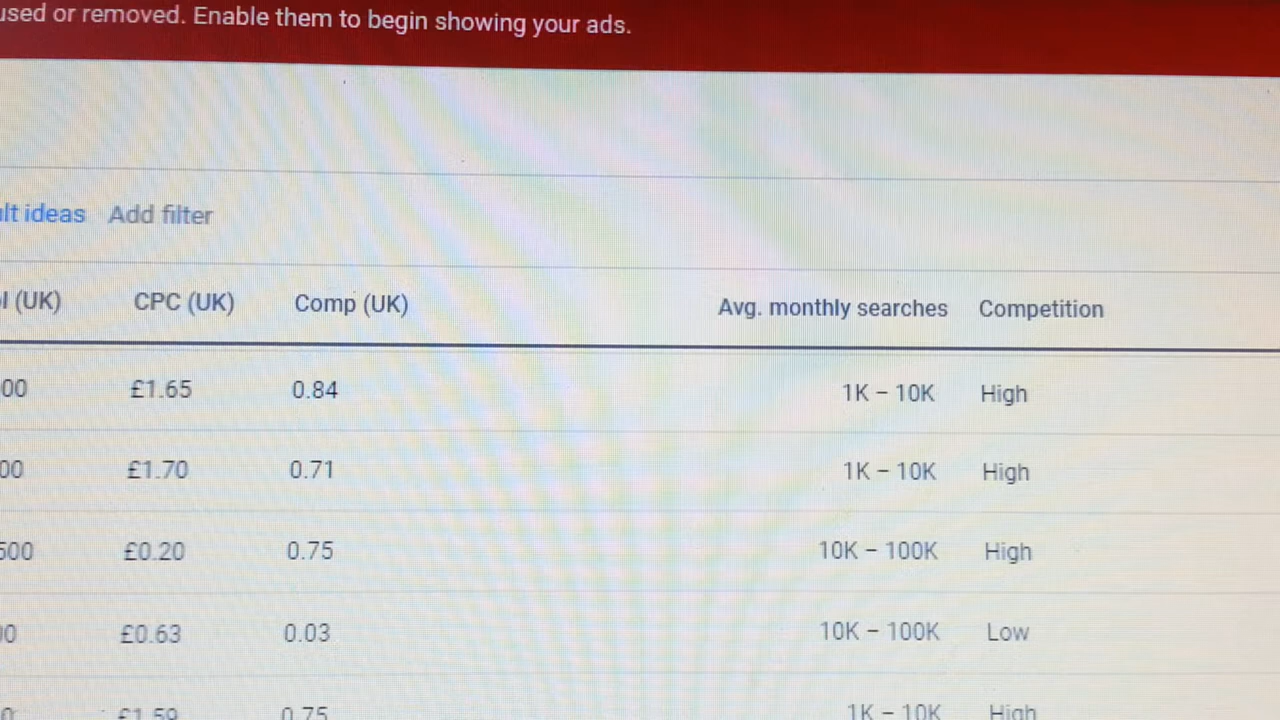 used or removed. Enable them to begin showing your ads.
ideas Add filter
(UK) CPC (UK) Comp (UK) Avg. monthly searches Competition
00 £1.65 0.84 1K – 10K High
00 £1.70 0.71 1K – 10K High
500 £0.20 0.75 10K – 100K High
00 £0.63 0.03 10K – 100K Low
0 £1.59 0.75 1K – 10K High